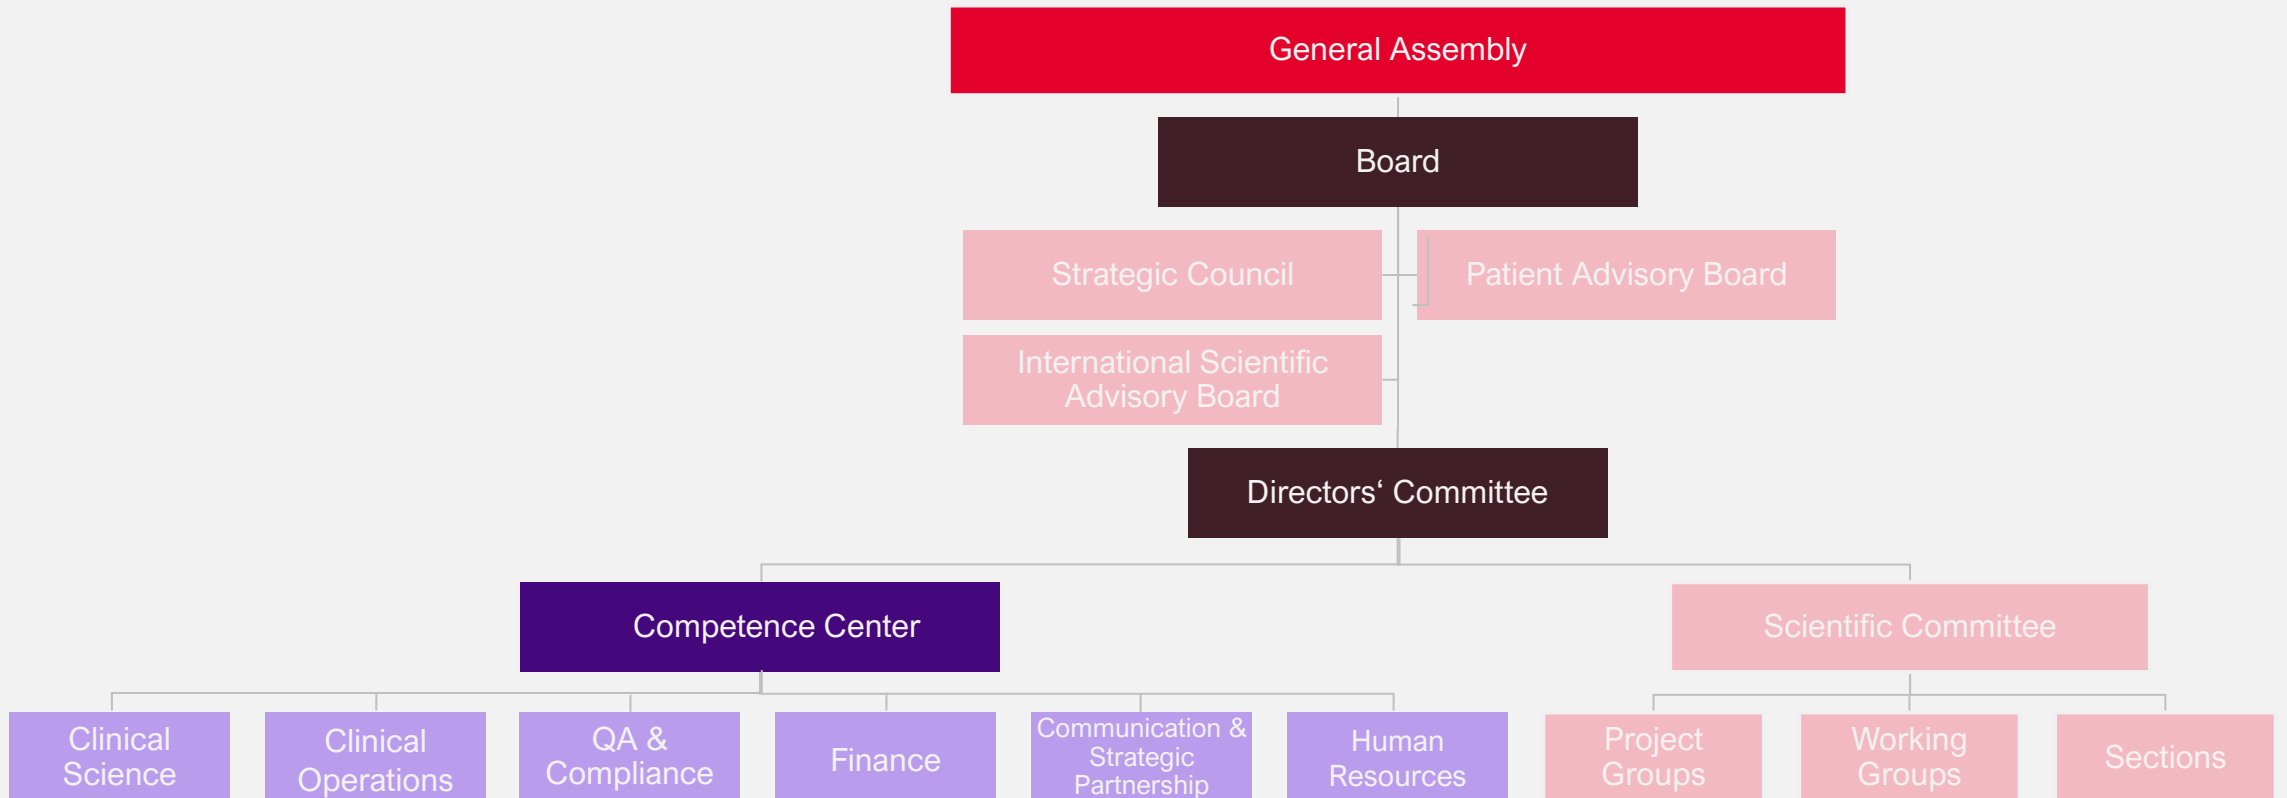 General Assembly
Board
Strategic Council
Patient Advisory Board
International Scientific
Advisory Board
Directors‘ Committee
Competence Center
Scientific Committee
Clinical
Science
Clinical
Operations
QA &
Compliance
Finance
Communication &
Strategic
Partnership
Human
Resources
Project
Groups
Working
Groups
Sections